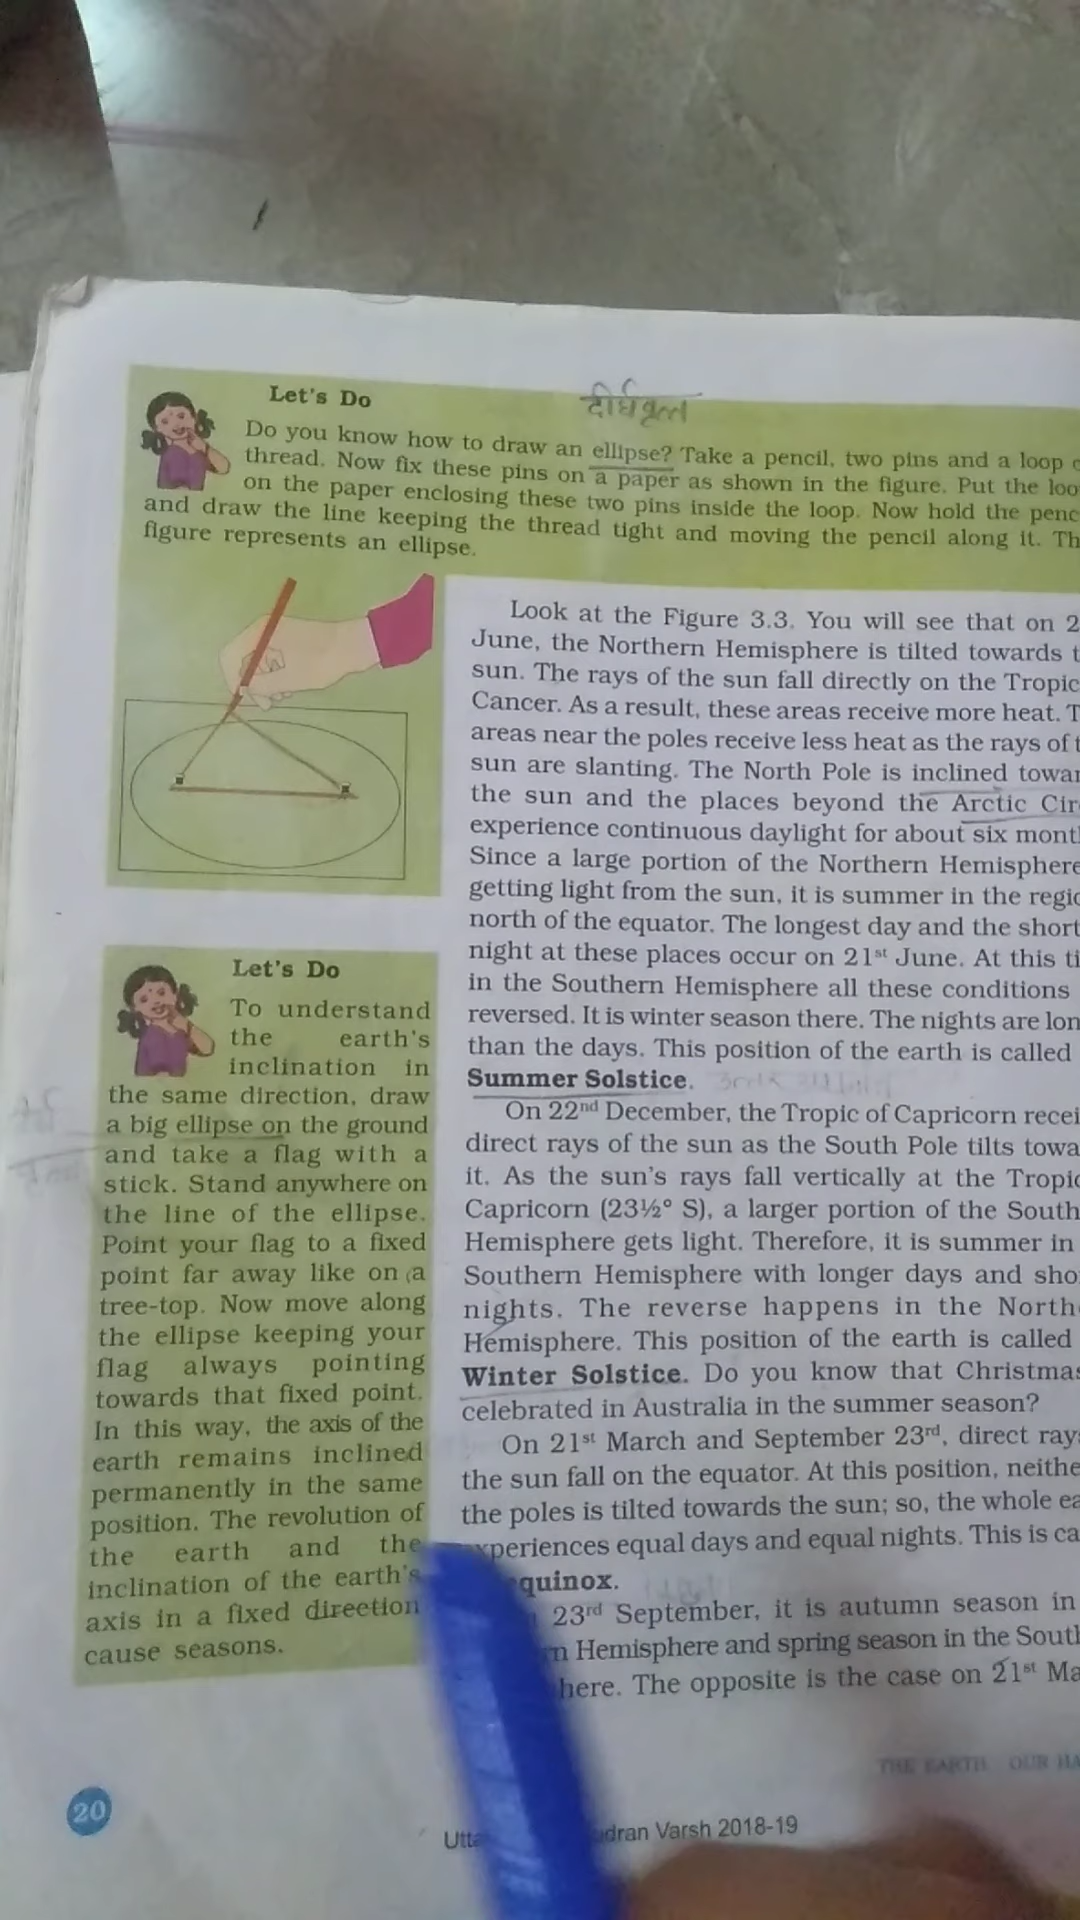 Let's Do
दीर्घवृत्त
Do you know how to draw an ellipse? Take a pencil, two pins and a loop
thread. Now fix these pins on a paper as shown in the figure. Put the loo
on the paper enclosing these two pins inside the loop. Now hold the penc
and draw the line keeping the thread tight and moving the pencil along it. Th
figure represents an ellipse.
Look at the Figure 3.3. You will see that on 2
June, the Northern Hemisphere is tilted towards t
sun. The rays of the sun fall directly on the Tropic
Cancer. As a result, these areas receive more heat. T
areas near the poles receive less heat as the rays of t
sun are slanting. The North Pole is inclined towar
the sun and the places beyond the Arctic Cir
experience continuous daylight for about six mont
Since a large portion of the Northern Hemisphere
getting light from the sun, it is summer in the regio
north of the equator. The longest day and the short
night at these places occur on 21st June. At this ti
in the Southern Hemisphere all these conditions
reversed. It is winter season there. The nights are lon
than the days. This position of the earth is called
Summer Solstice.
On 22nd December, the Tropic of Capricorn recei
direct rays of the sun as the South Pole tilts towa
it. As the sun's rays fall vertically at the Tropic
Capricorn (23½° S), a larger portion of the South
Hemisphere gets light. Therefore, it is summer in
Southern Hemisphere with longer days and sho
nights. The reverse happens in the North
Hemisphere. This position of the earth is called
Winter Solstice. Do you know that Christmas
celebrated in Australia in the summer season?
On 21st March and September 23rd, direct ray
the sun fall on the equator. At this position, neithe
the poles is tilted towards the sun; so, the whole ea
xperiences equal days and equal nights. This is ca
quinox.
23rd September, it is autumn season in
rn Hemisphere and spring season in the South
here. The opposite is the case on 21st Ma
Let's Do
To understand
the earth's
inclination in
the same direction, draw
a big ellipse on the ground
and take a flag with a
stick. Stand anywhere on
the line of the ellipse.
Point your flag to a fixed
point far away like on a
tree-top. Now move along
the ellipse keeping your
flag always pointing
towards that fixed point.
In this way, the axis of the
earth remains inclined
permanently in the same
position. The revolution of
the earth and the
inclination of the earth's
axis in a fixed direction
cause seasons.
THE EARTH OUR HA
20
Utta dran Varsh 2018-19